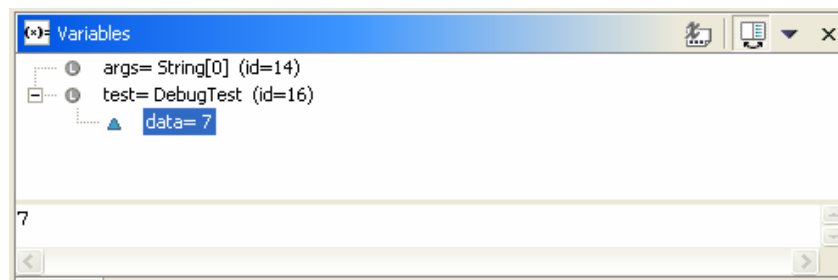 (x)= Variables
args= String[0] (id=14)
test= DebugTest (id=16)
data= 7
7